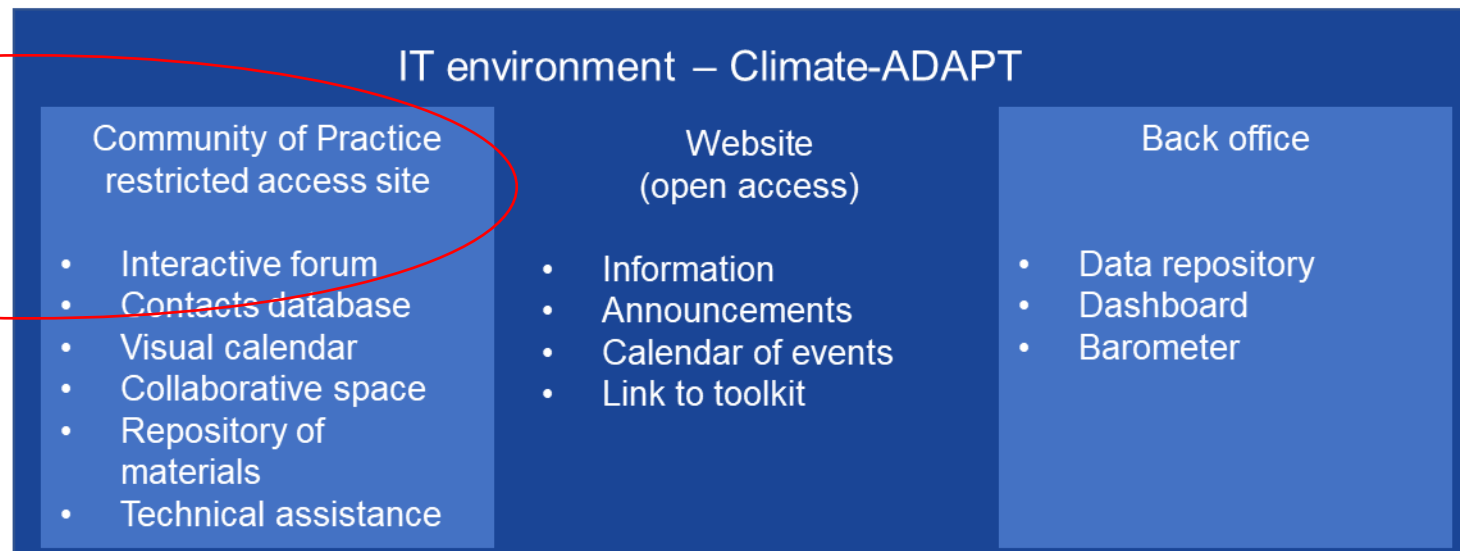 IT environment – Climate-ADAPT
Community of Practice
restricted access site
• Interactive forum
• Contacts database
• Visual calendar
• Collaborative space
• Repository of
materials
• Technical assistance
Website
(open access)
• Information
• Announcements
• Calendar of events
• Link to toolkit
Back office
• Data repository
• Dashboard
• Barometer